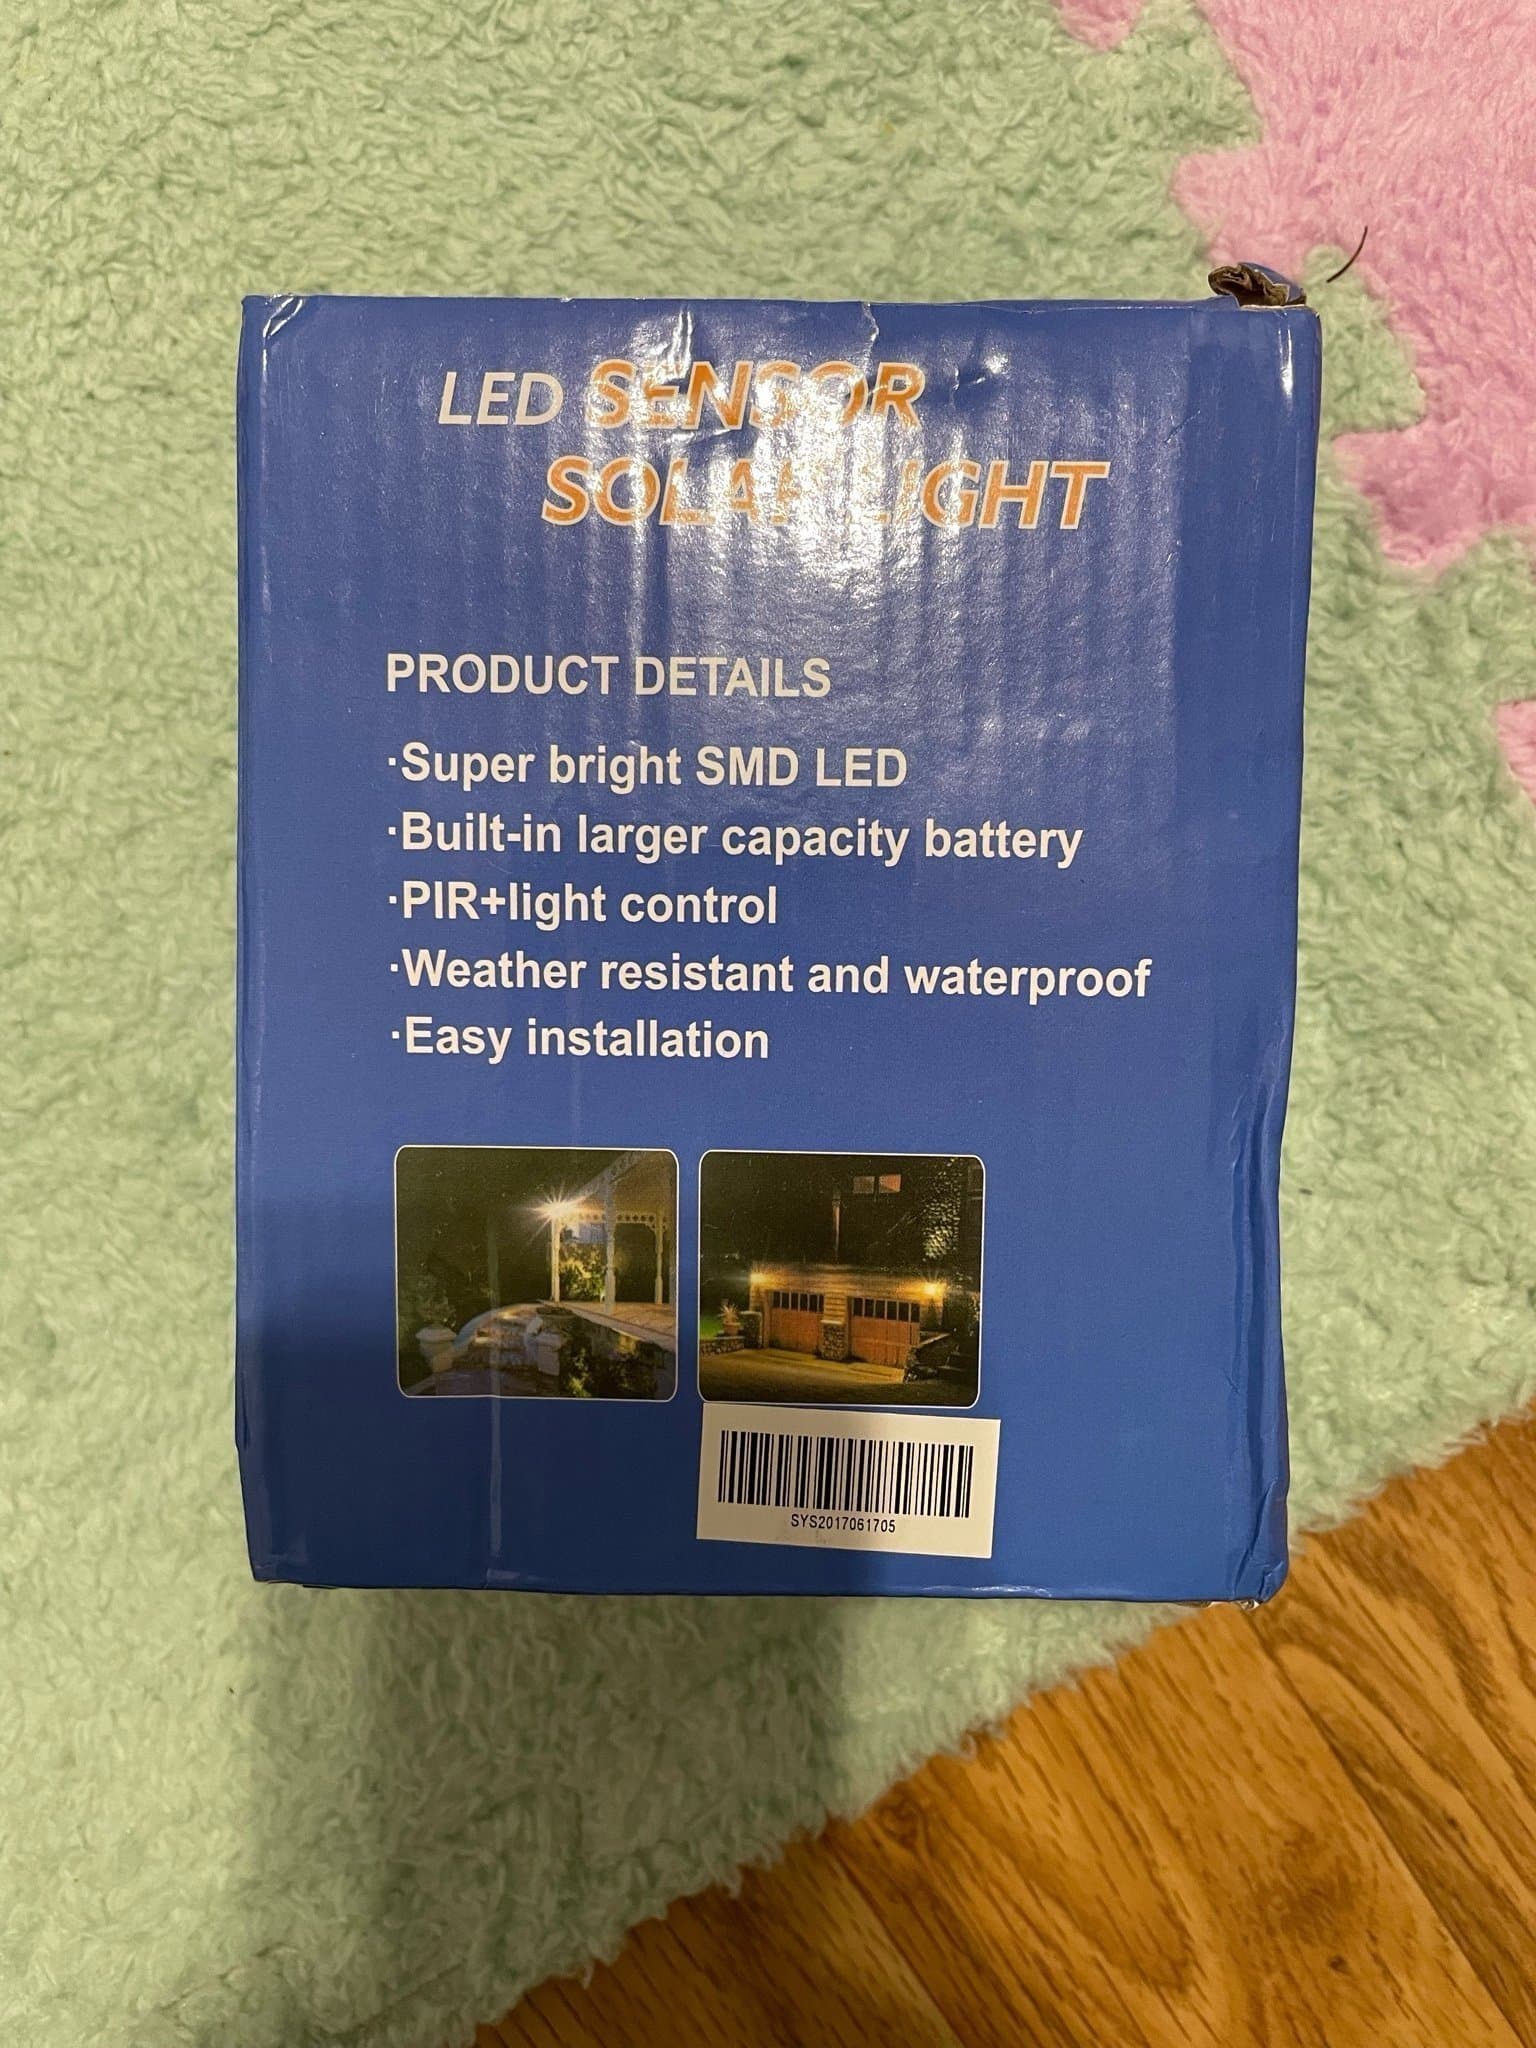 LED SENSOR
SOLAR LIGHT
PRODUCT DETAILS
·Super bright SMD LED
·Built-in larger capacity battery
·PIR+light control
·Weather resistant and waterproof
·Easy installation
SYS2017061705